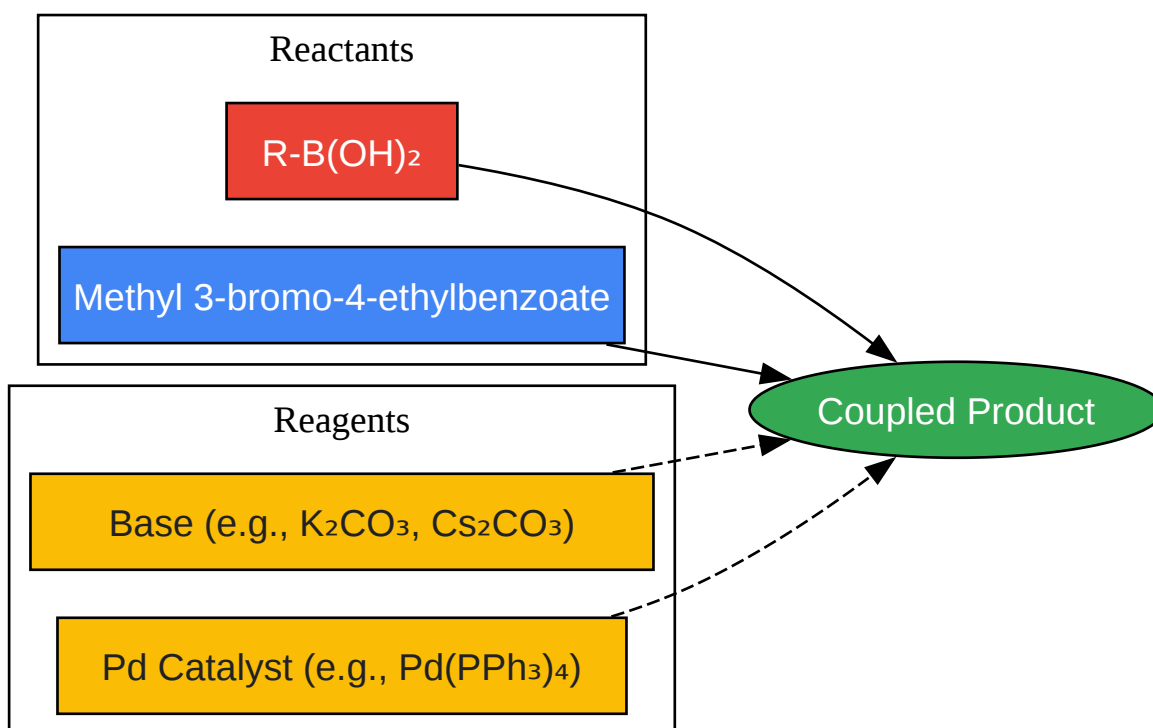 Reactants
R-B(OH)₂
Methyl 3-bromo-4-ethylbenzoate
Coupled Product
Reagents
Base (e.g., K₂CO₃, Cs₂CO₃)
Pd Catalyst (e.g., Pd(PPh₃)₄)